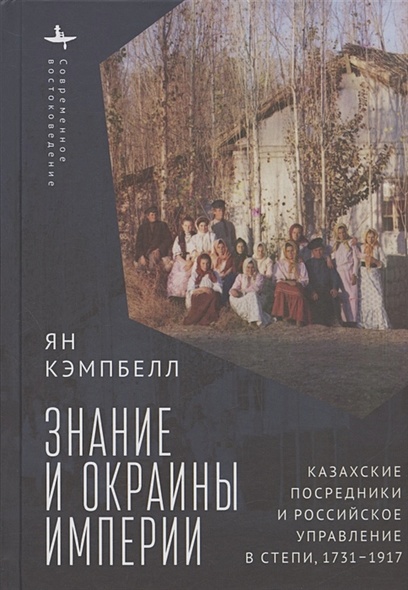 Современное
востоковедение
ЯН
КЭМПБЕЛЛ
ЗНАНИЕ
И ОКРАИНЫ
ИМПЕРИИ
КАЗАХСКИЕ
ПОСРЕДНИКИ
И РОССИЙСКОЕ
УПРАВЛЕНИЕ
В СТЕПИ, 1731–1917